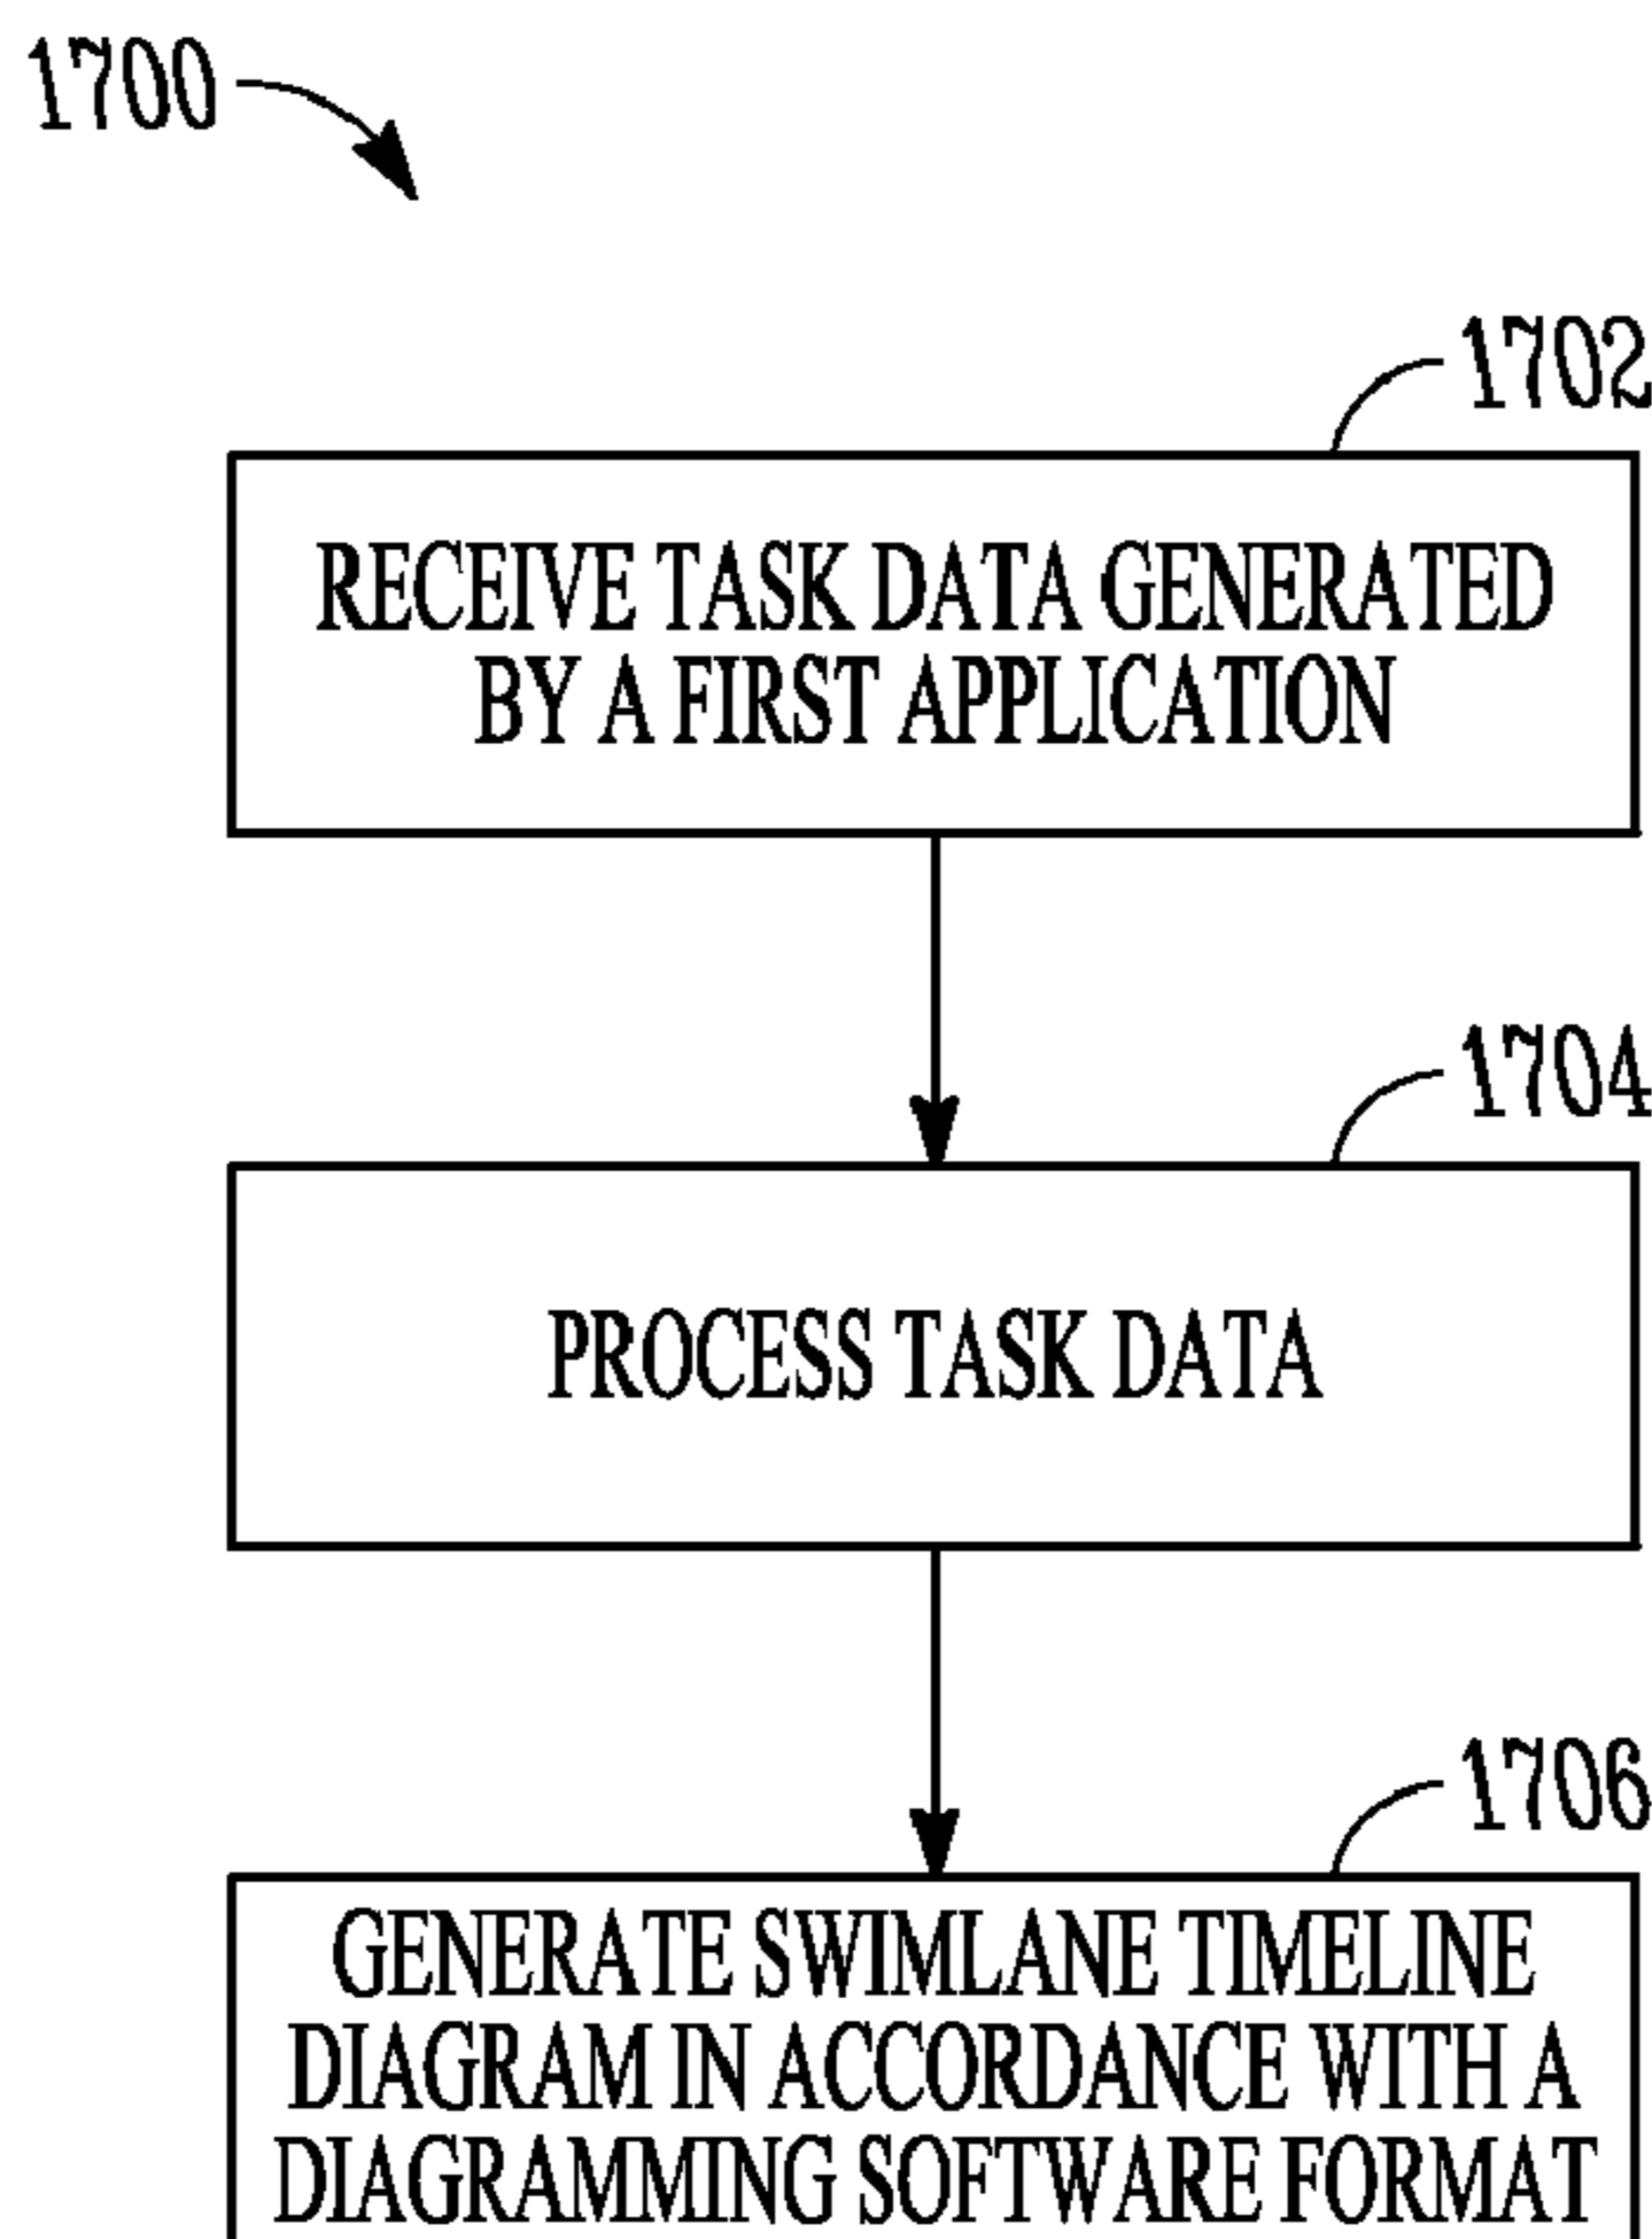 1700
1702
RECEIVE TASK DATA GENERATED
BY A FIRST APPLICATION
1704
PROCESS TASK DATA
1706
GENERATE SWIMLANE TIMELINE
DIAGRAM IN ACCORDANCE WITH A
DIAGRAMMING SOFTWARE FORMAT